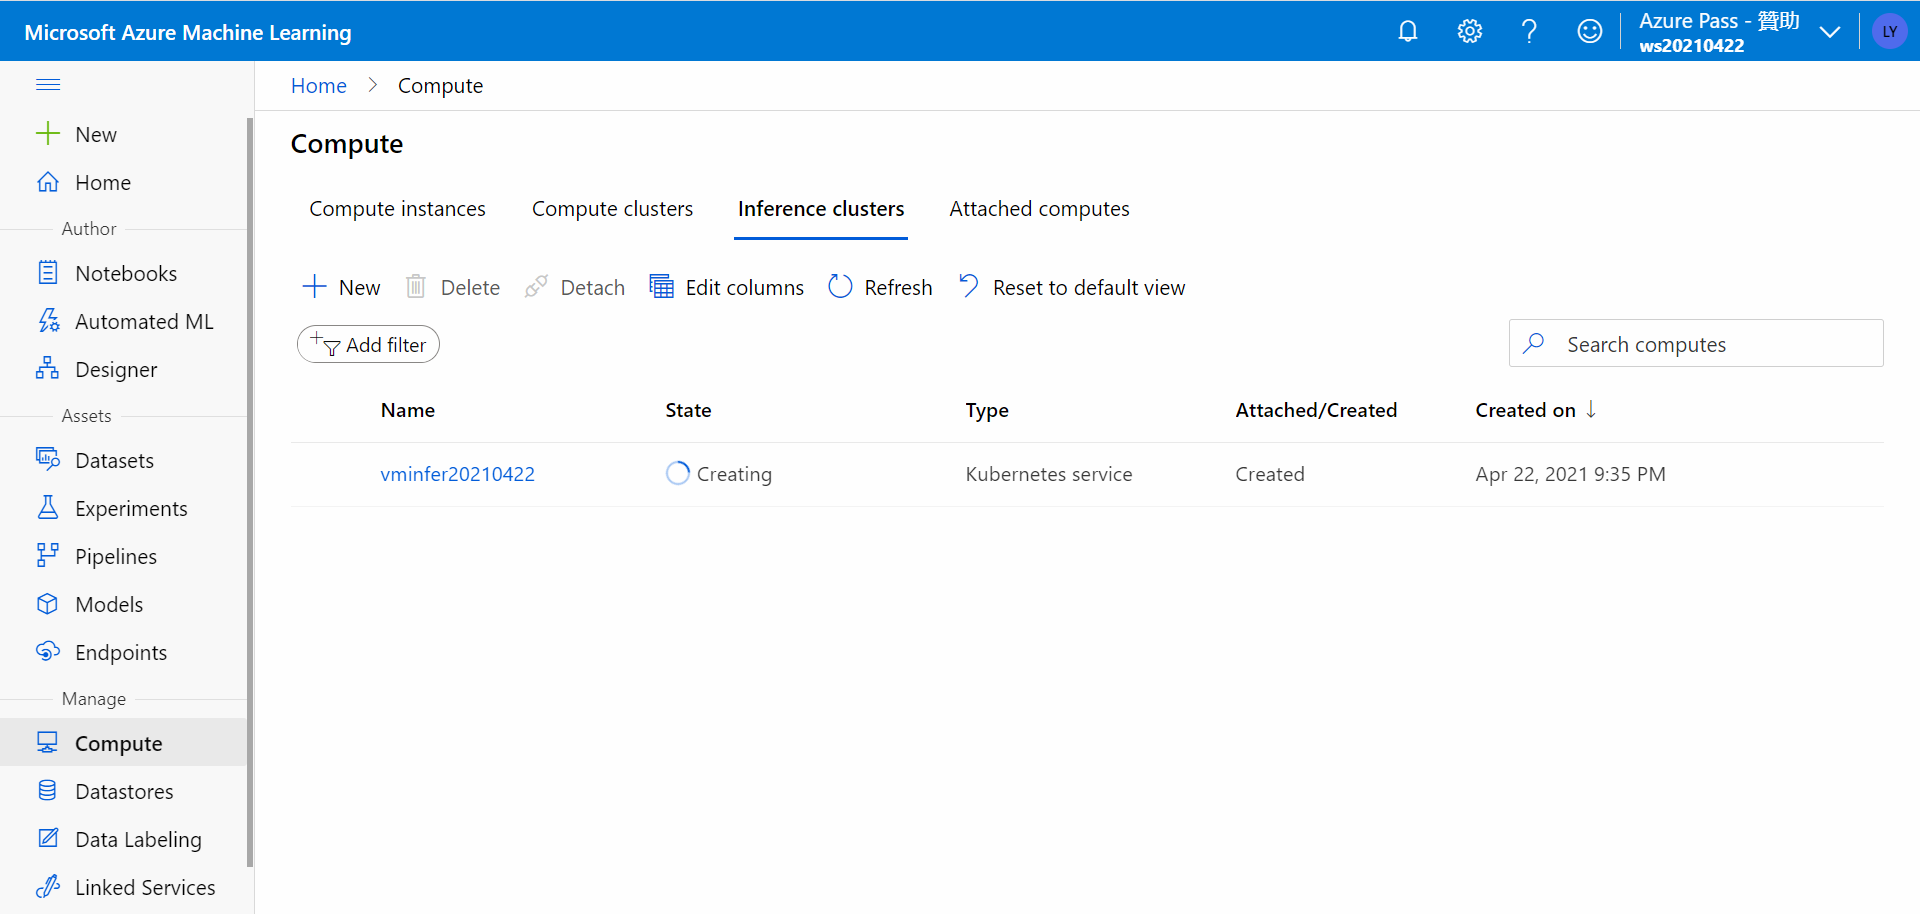 Microsoft Azure Machine Learning
Azure Pass - 贊助
ws20210422
LY
New
Home
Author
Notebooks
Automated ML
Designer
Assets
Datasets
Experiments
Pipelines
Models
Endpoints
Manage
Compute
Datastores
Data Labeling
Linked Services
Home > Compute
Compute
Compute instances Compute clusters Inference clusters Attached computes
New Delete Detach Edit columns Refresh Reset to default view
Add filter
Search computes
Name State Type Attached/Created Created on ↓
vminfer20210422 Creating Kubernetes service Created Apr 22, 2021 9:35 PM